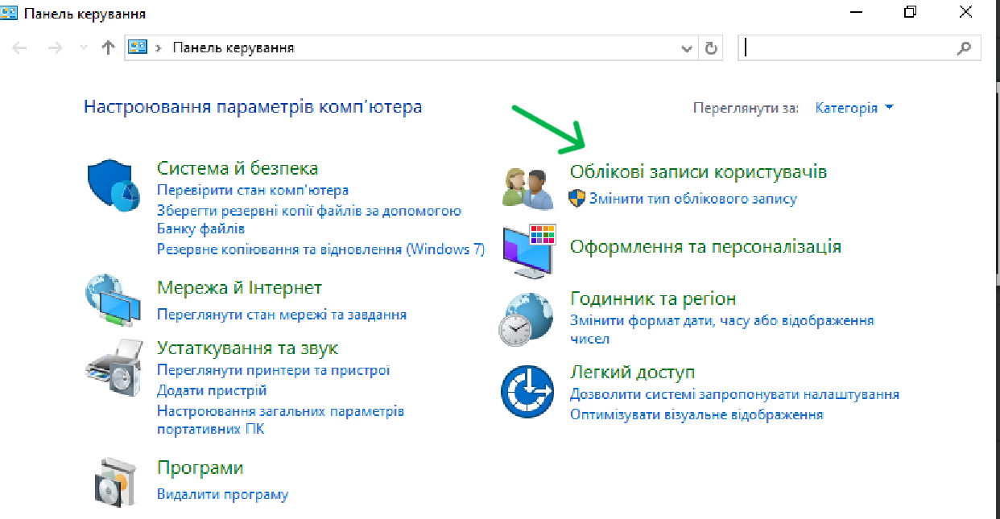 Панель керування
Панель керування
Настроювання параметрів комп’ютера
Переглянути за: Категорія
Система й безпека
Перевірити стан комп'ютера
Зберегти резервні копії файлів за допомогою
Банку файлів
Резервне копіювання та відновлення (Windows 7)
Мережа й Інтернет
Переглянути стан мережі та завдання
Устаткування та звук
Переглянути принтери та пристрої
Додати пристрій
Настроювання загальних параметрів
портативних ПК
Програми
Видалити програму
Облікові записи користувачів
Змінити тип облікового запису
Оформлення та персоналізація
Годинник та регіон
Змінити формат дати, часу або відображення
чисел
Легкий доступ
Дозволити системі запропонувати налаштування
Оптимізувати візуальне відображення